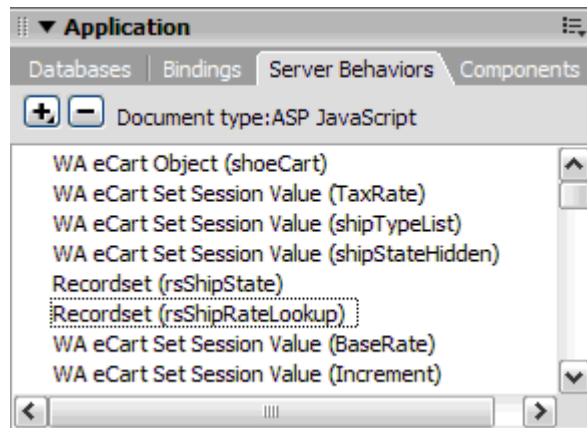 Application
Databases Bindings Server Behaviors Components
Document type:ASP JavaScript
WA eCart Object (shoeCart)
WA eCart Set Session Value (TaxRate)
WA eCart Set Session Value (shipTypeList)
WA eCart Set Session Value (shipStateHidden)
Recordset (rsShipState)
Recordset (rsShipRateLookup)
WA eCart Set Session Value (BaseRate)
WA eCart Set Session Value (Increment)